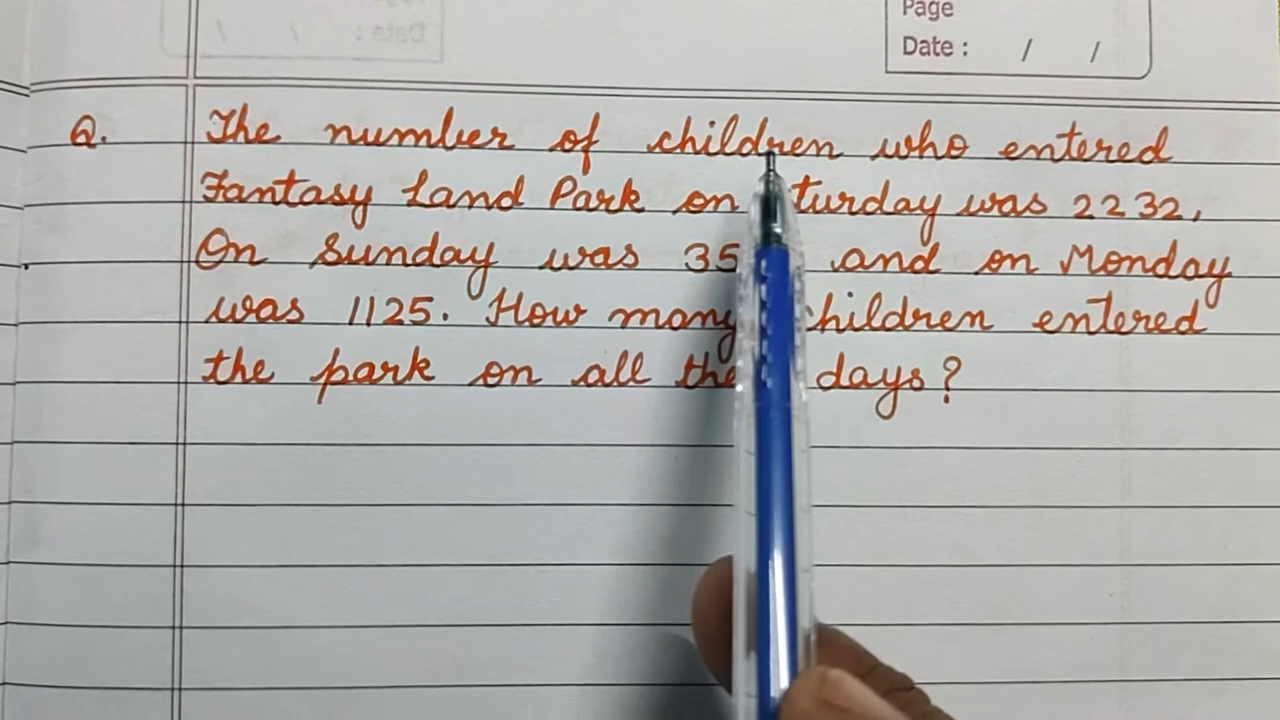 Page
Date : / /
Q. The number of children who entered
Fantasy Land Park on turday was 2232,
On Sunday was 35 and on Monday
was 1125. How many children entered
the park on all the days?